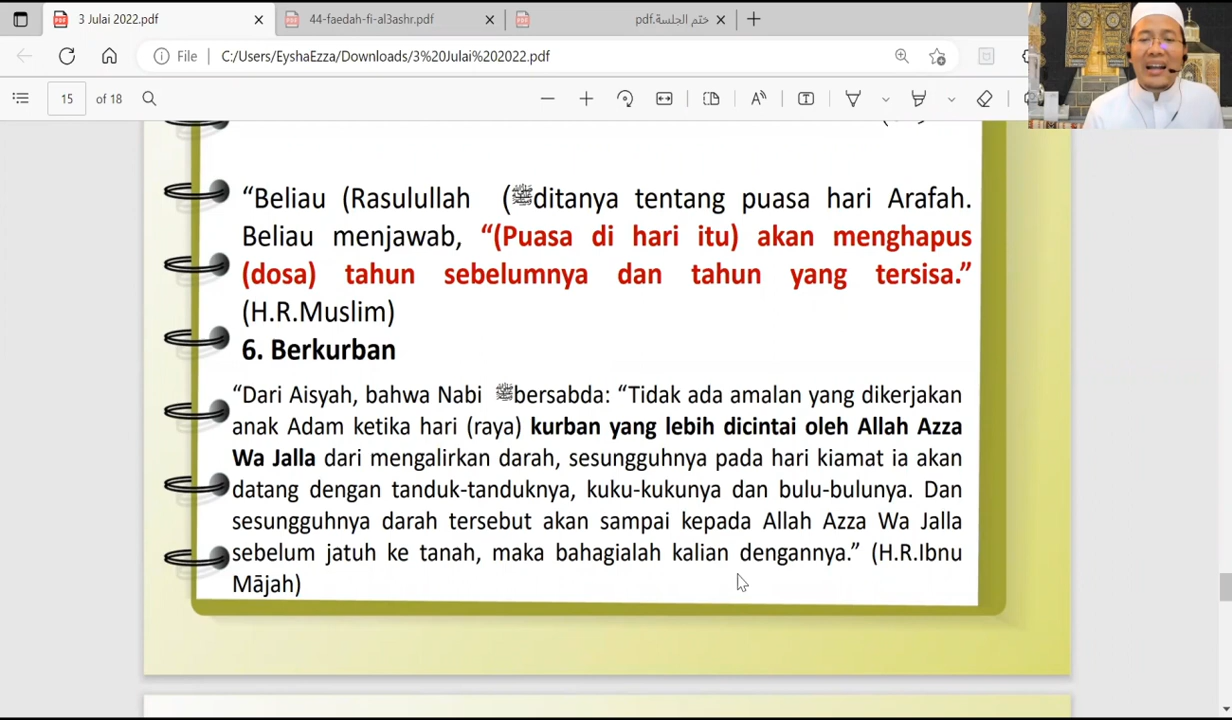 3 Julai 2022.pdf
44-faedah-fi-al3ashr.pdf
ختم الجلسة.pdf
File C:/Users/EyshaEzza/Downloads/3%20Julai%202022.pdf
15 of 18
“Beliau (Rasulullah (ﷺditanya tentang puasa hari Arafah.
Beliau menjawab, “(Puasa di hari itu) akan menghapus
(dosa) tahun sebelumnya dan tahun yang tersisa.”
(H.R.Muslim)
6. Berkurban
“Dari Aisyah, bahwa Nabi ﷺbersabda: “Tidak ada amalan yang dikerjakan
anak Adam ketika hari (raya) kurban yang lebih dicintai oleh Allah Azza
Wa Jalla dari mengalirkan darah, sesungguhnya pada hari kiamat ia akan
datang dengan tanduk-tanduknya, kuku-kukunya dan bulu-bulunya. Dan
sesungguhnya darah tersebut akan sampai kepada Allah Azza Wa Jalla
sebelum jatuh ke tanah, maka bahagialah kalian dengannya.” (H.R.Ibnu
Mājah)